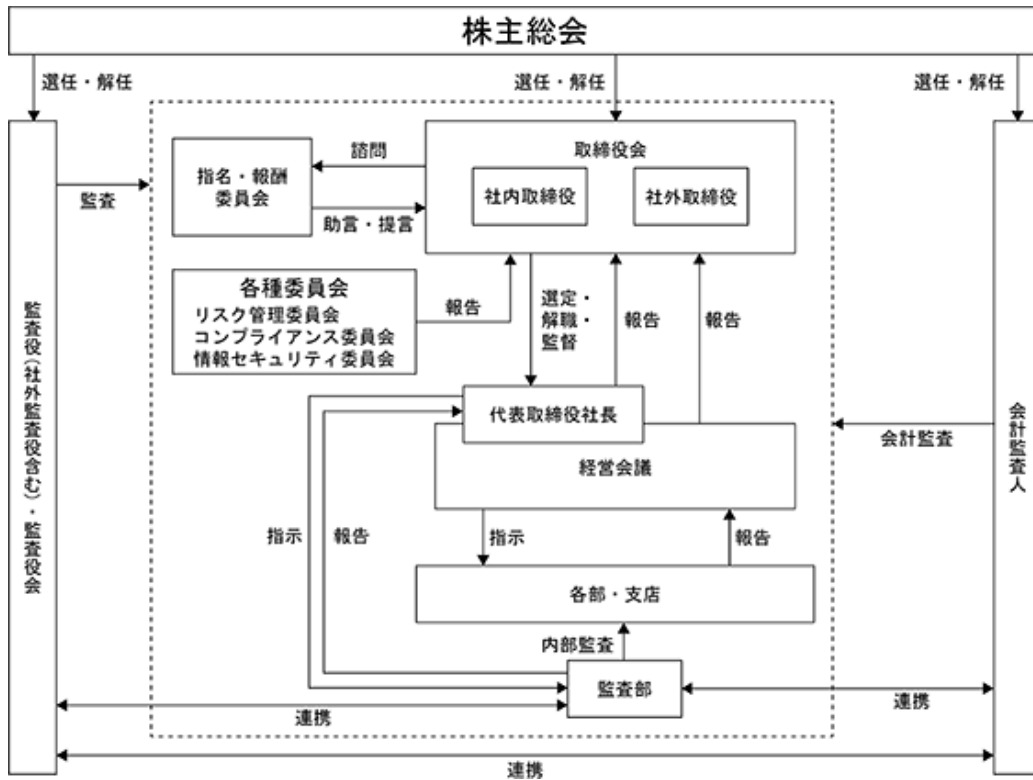 株主総会
選任・解任
選任・解任
選任・解任
監査役(社外監査役含む)・監査役会
監査
指名・報酬
委員会
諮問
助言・提言
取締役会
社内取締役
社外取締役
各種委員会
リスク管理委員会
コンプライアンス委員会
情報セキュリティ委員会
報告
選定・
解職・
監督
報告
報告
代表取締役社長
経営会議
会計監査
会計監査人
指示
報告
指示
報告
各部・支店
内部監査
監査部
連携
連携
連携